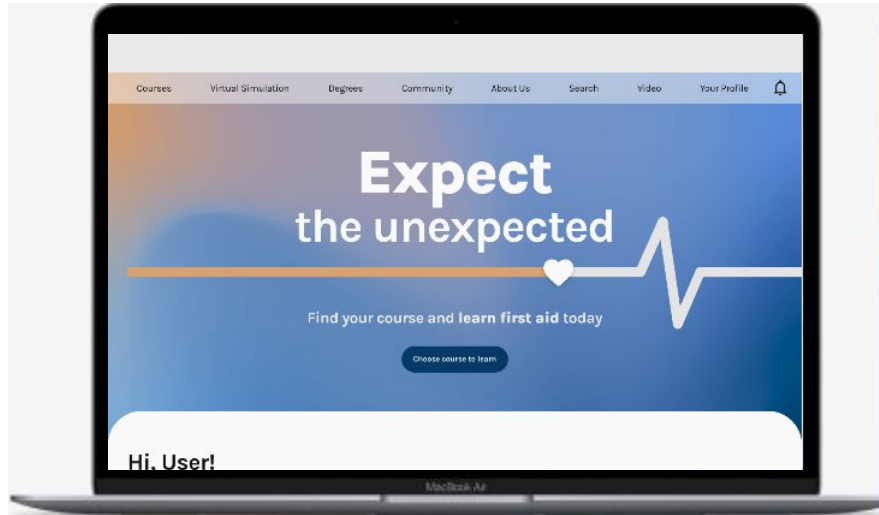 Courses Virtual Simulation Degrees Community About Us Search Video Your Profile
Expect
the unexpected
Find your course and learn first aid today
Choose course to learn
Hi, User!
MacBook Air